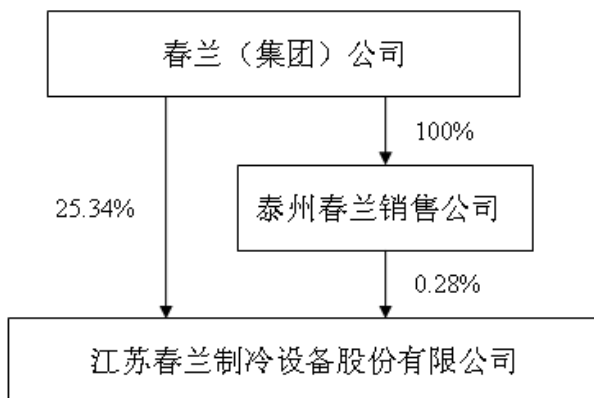 春兰（集团）公司
100%
25.34%
泰州春兰销售公司
0.28%
江苏春兰制冷设备股份有限公司